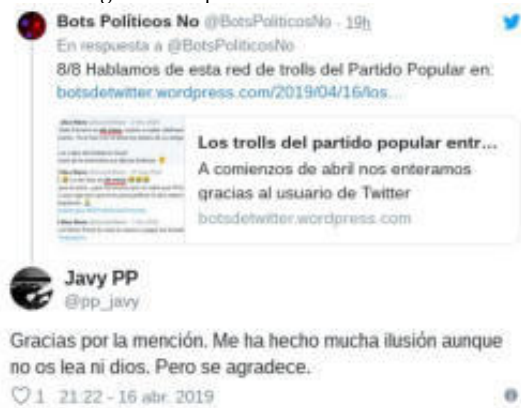 Bots Políticos No @BotsPoliticosNo · 19h
En respuesta a @BotsPoliticosNo
8/8 Hablamos de esta red de trolls del Partido Popular en:
botsdetwitter.wordpress.com/2019/04/16/los...
Los trolls del partido popular entr...
A comienzos de abril nos enteramos
gracias al usuario de Twitter
botsdetwitter.wordpress.com
Javy PP
@pp_javy
Gracias por la mención. Me ha hecho mucha ilusión aunque
no os lea ni dios. Pero se agradece.
1 21:22 - 16 abr. 2019